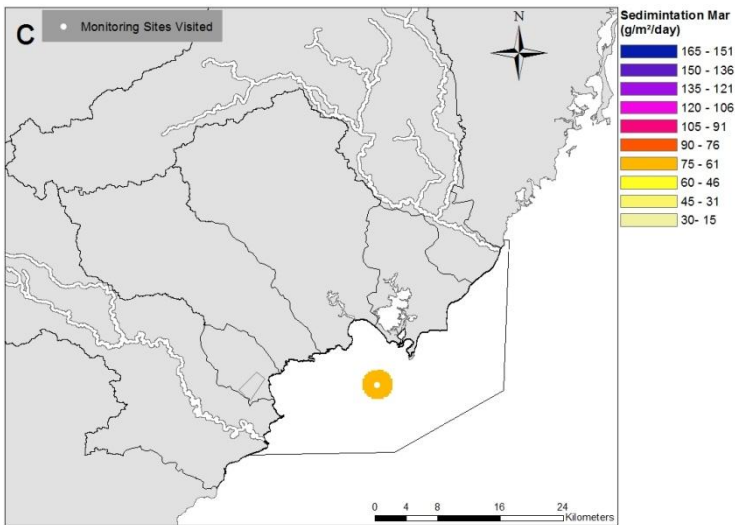 C
Monitoring Sites Visited
N
Sedimintation Mar
(g/m²/day)
165 - 151
150 - 136
135 - 121
120 - 106
105 - 91
90 - 76
75 - 61
60 - 46
45 - 31
30- 15
0 4 8 16 24
Kilometers